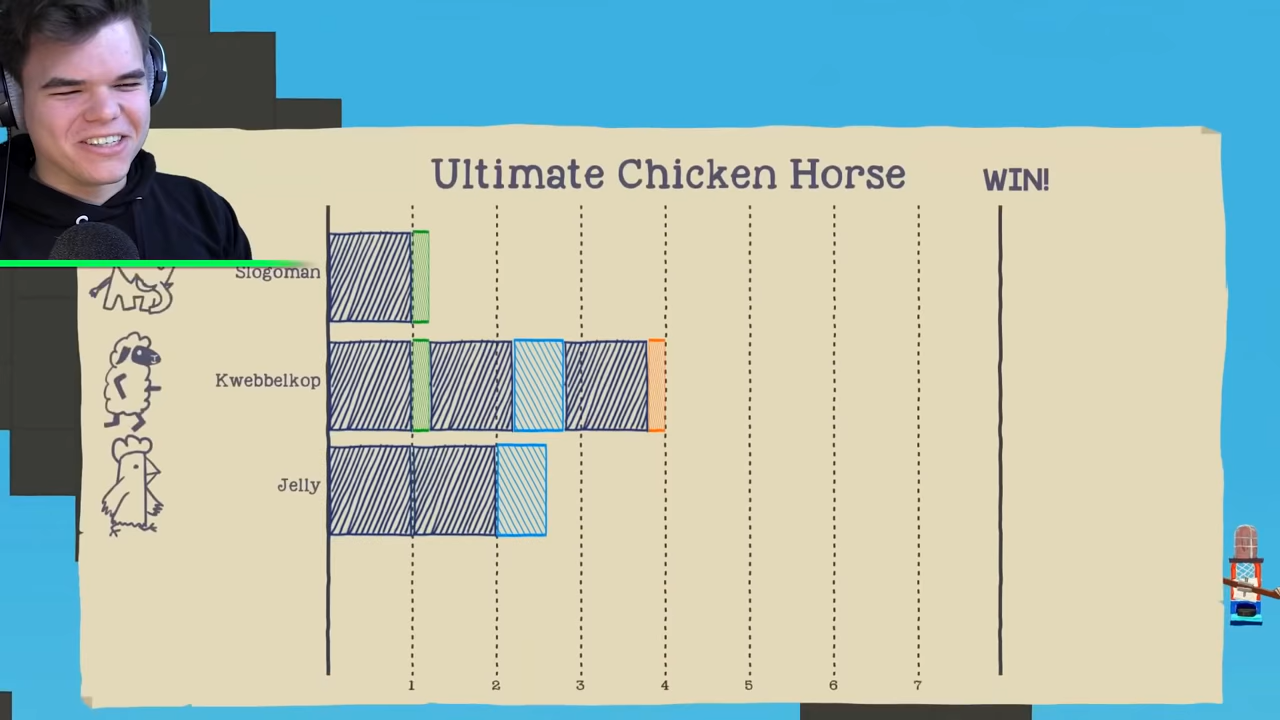 Ultimate Chicken Horse
WIN!
Slogoman
Kwebbelkop
Jelly
1 2 3 4 5 6 7